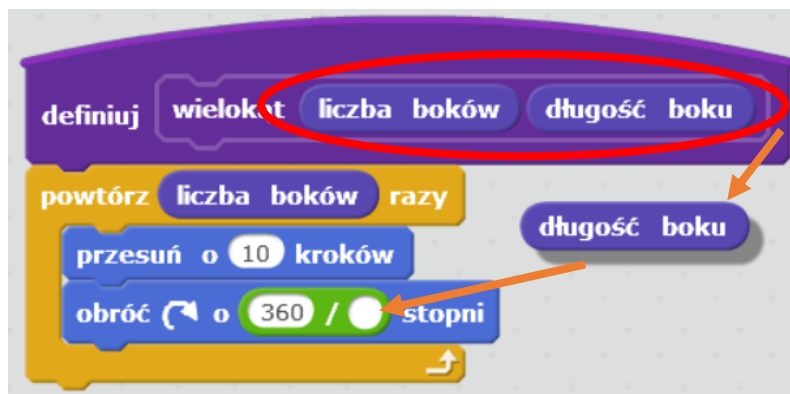 definiuj wielokąt liczba boków długość boku
powtórz liczba boków razy
długość boku
przesuń o 10 kroków
obróć o 360 / stopni